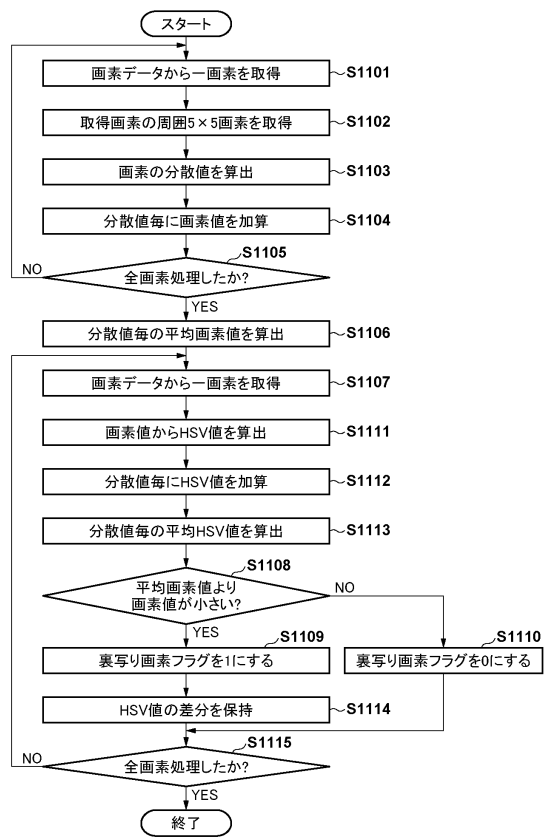 スタート
画素データから一画素を取得
S1101
取得画素の周囲5×5画素を取得
S1102
画素の分散値を算出
S1103
分散値毎に画素値を加算
S1104
S1105
NO
全画素処理したか?
YES
分散値毎の平均画素値を算出
S1106
画素データから一画素を取得
S1107
画素値からHSV値を算出
S1111
分散値毎にHSV値を加算
S1112
分散値毎の平均HSV値を算出
S1113
S1108
平均画素値より
画素値が小さい?
NO
YES
S1109
裏写り画素フラグを1にする
S1110
裏写り画素フラグを0にする
HSV値の差分を保持
S1114
S1115
NO
全画素処理したか?
YES
終了